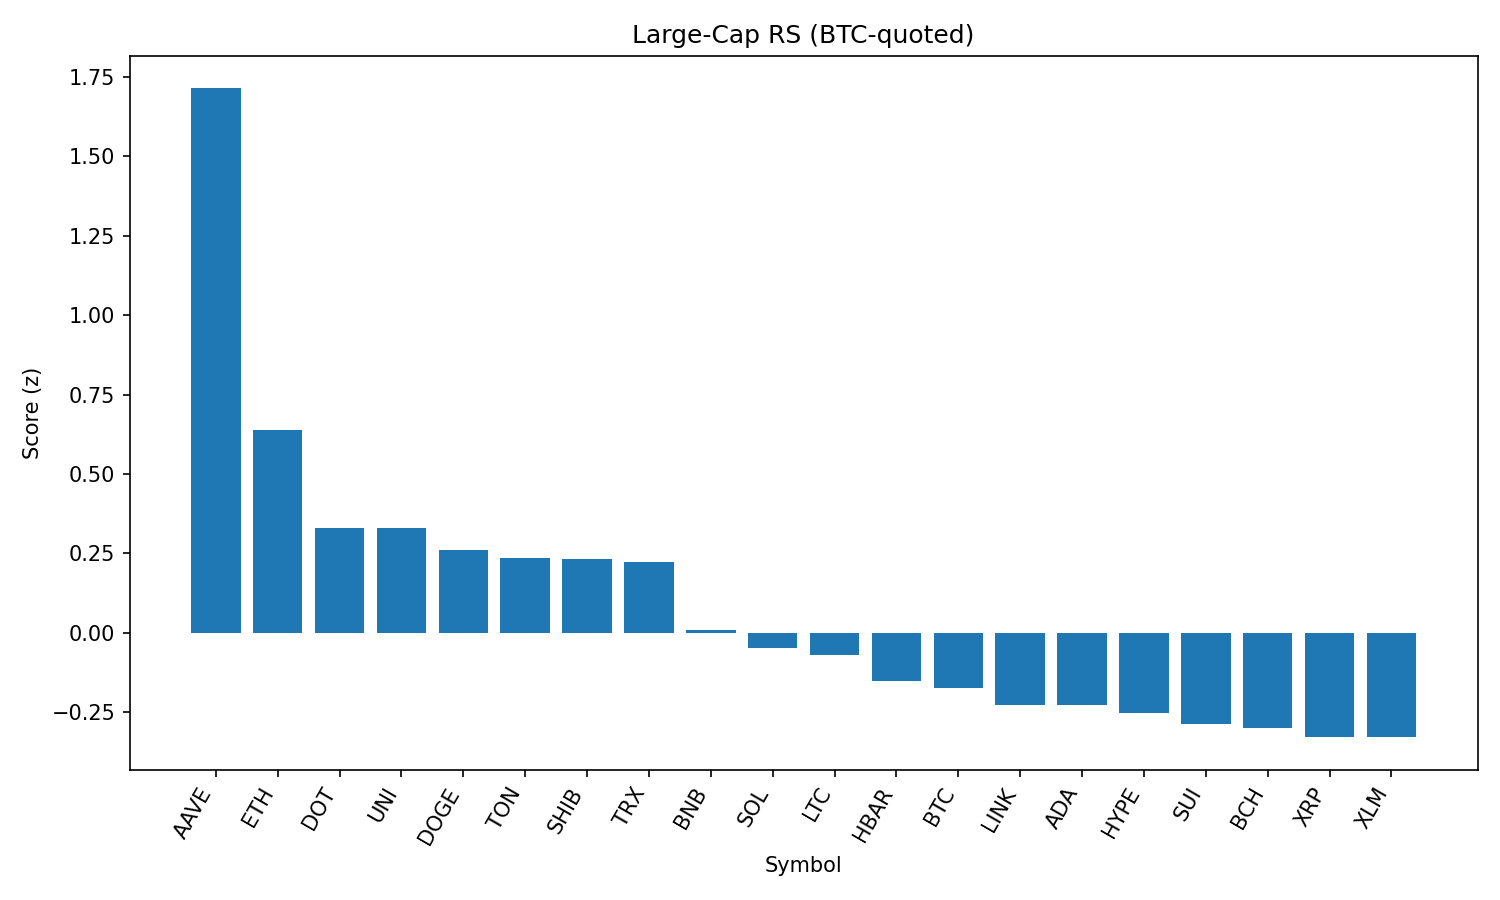 Large-Cap RS (BTC-quoted)
Score (z)
1.75
1.50
1.25
1.00
0.75
0.50
0.25
0.00
−0.25
AAVE
ETH
DOT
UNI
DOGE
TON
SHIB
TRX
BNB
SOL
LTC
HBAR
BTC
LINK
ADA
HYPE
SUI
BCH
XRP
XLM
Symbol